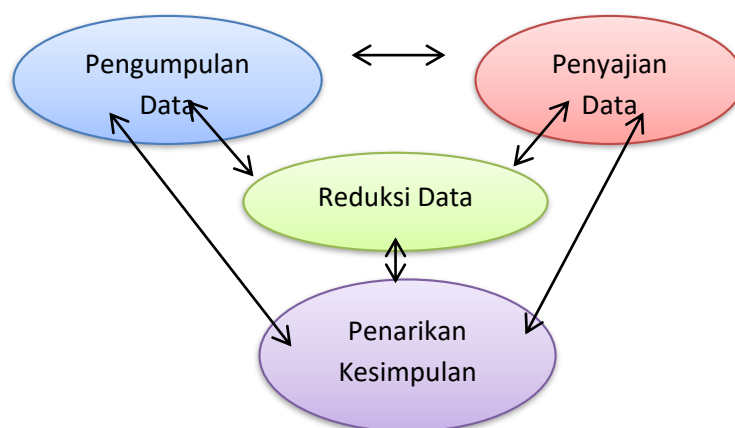 Pengumpulan
Data
Penyajian
Data
Reduksi Data
Penarikan
Kesimpulan